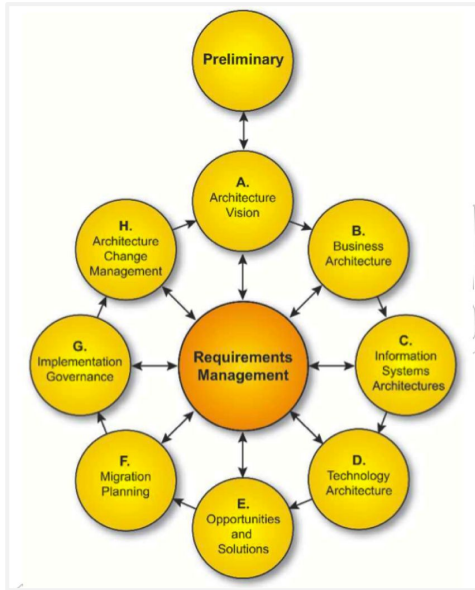 Preliminary
A.
Architecture
Vision
B.
Business
Architecture
C.
Information
Systems
Architectures
D.
Technology
Architecture
E.
Opportunities
and
Solutions
F.
Migration
Planning
G.
Implementation
Governance
H.
Architecture
Change
Management
Requirements
Management